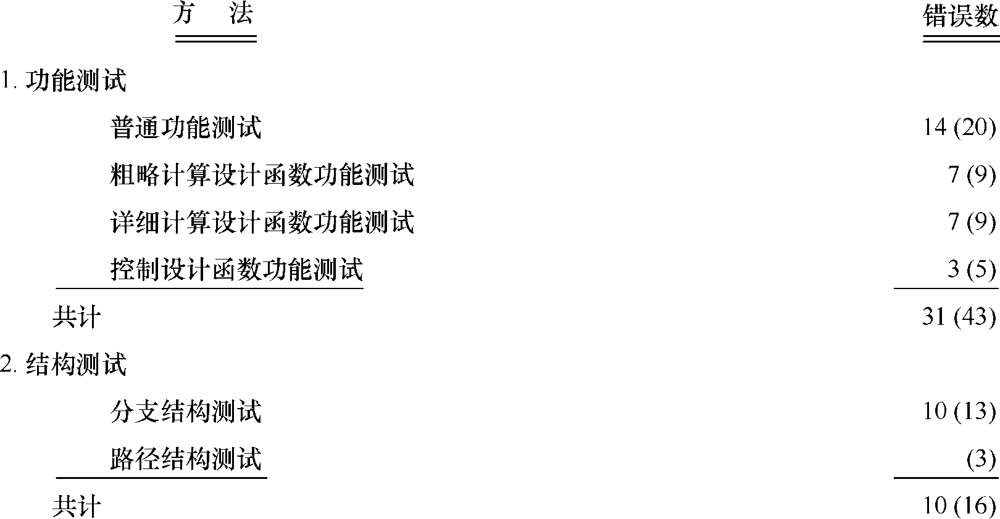 方 法 错误数
1. 功能测试
普通功能测试 14 (20)
粗略计算设计函数功能测试 7 (9)
详细计算设计函数功能测试 7 (9)
控制设计函数功能测试 3 (5)
共计 31 (43)
2. 结构测试
分支结构测试 10 (13)
路径结构测试 (3)
共计 10 (16)